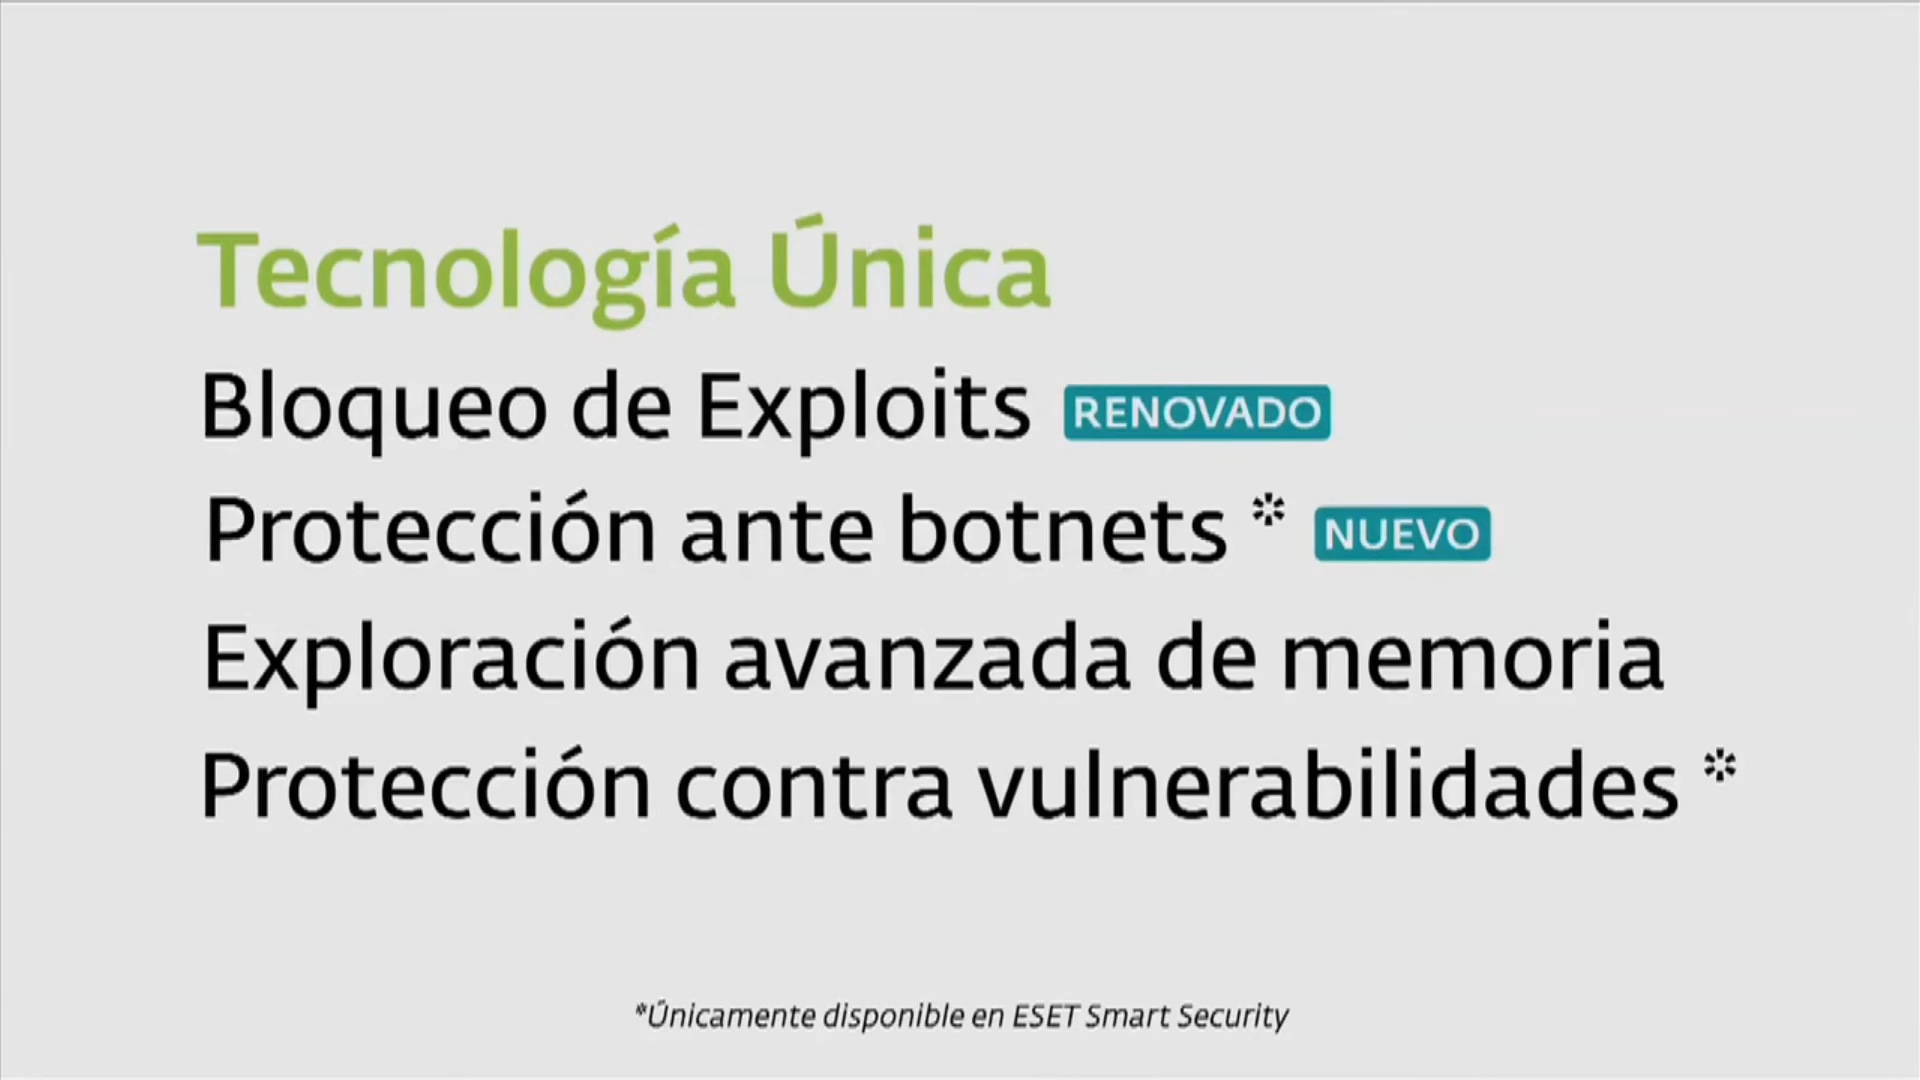 Tecnología Única
Bloqueo de Exploits RENOVADO
Protección ante botnets * NUEVO
Exploración avanzada de memoria
Protección contra vulnerabilidades *
*Únicamente disponible en ESET Smart Security